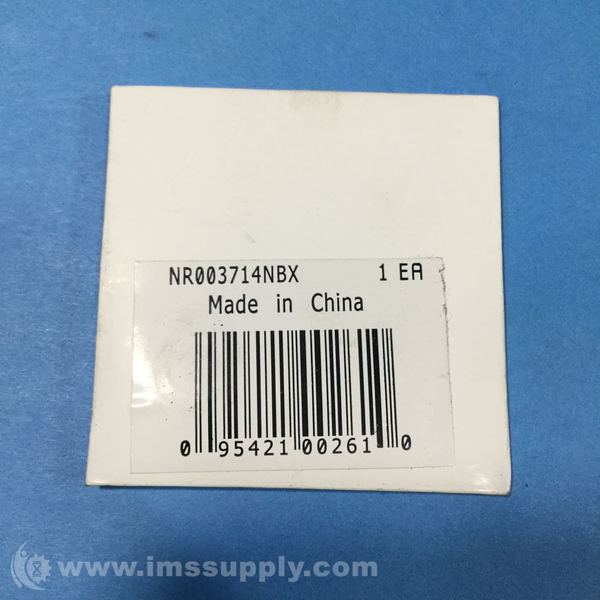 NR003714NBX 1 EA
Made in China
0 95421 00261 0
www.imssupply.com